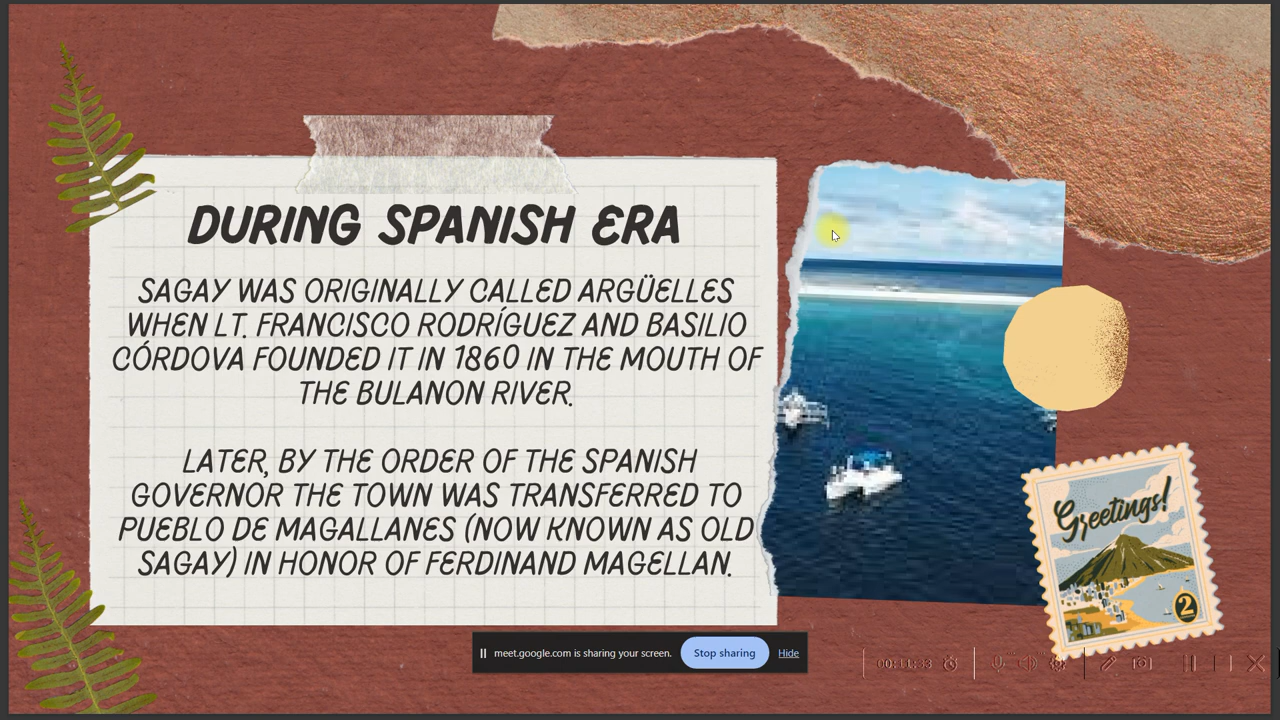 DURING SPANISH ERA
SAGAY WAS ORIGINALLY CALLED ARGÜELLES
WHEN LT. FRANCISCO RODRÍGUEZ AND BASILIO
CÓRDOVA FOUNDED IT IN 1860 IN THE MOUTH OF
THE BULANON RIVER.
LATER, BY THE ORDER OF THE SPANISH
GOVERNOR THE TOWN WAS TRANSFERRED TO
PUEBLO DE MAGALLANES (NOW KNOWN AS OLD
SAGAY) IN HONOR OF FERDINAND MAGELLAN.
Greetings!
2
meet.google.com is sharing your screen.
Stop sharing
Hide
00:11:33